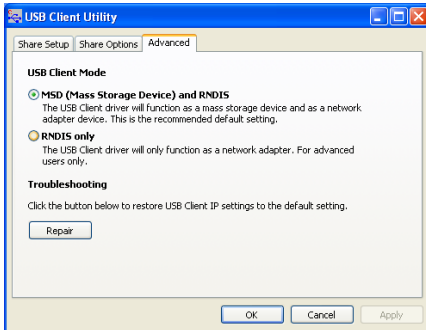 USB Client Utility
Share Setup Share Options Advanced
USB Client Mode
MSD (Mass Storage Device) and RNDIS
The USB Client driver will function as a mass storage device and as a network
adapter device. This is the recommended default setting.
RNDIS only
The USB Client driver will only function as a network adapter. For advanced
users only.
Troubleshooting
Click the button below to restore USB Client IP settings to the default setting.
Repair
OK Cancel Apply